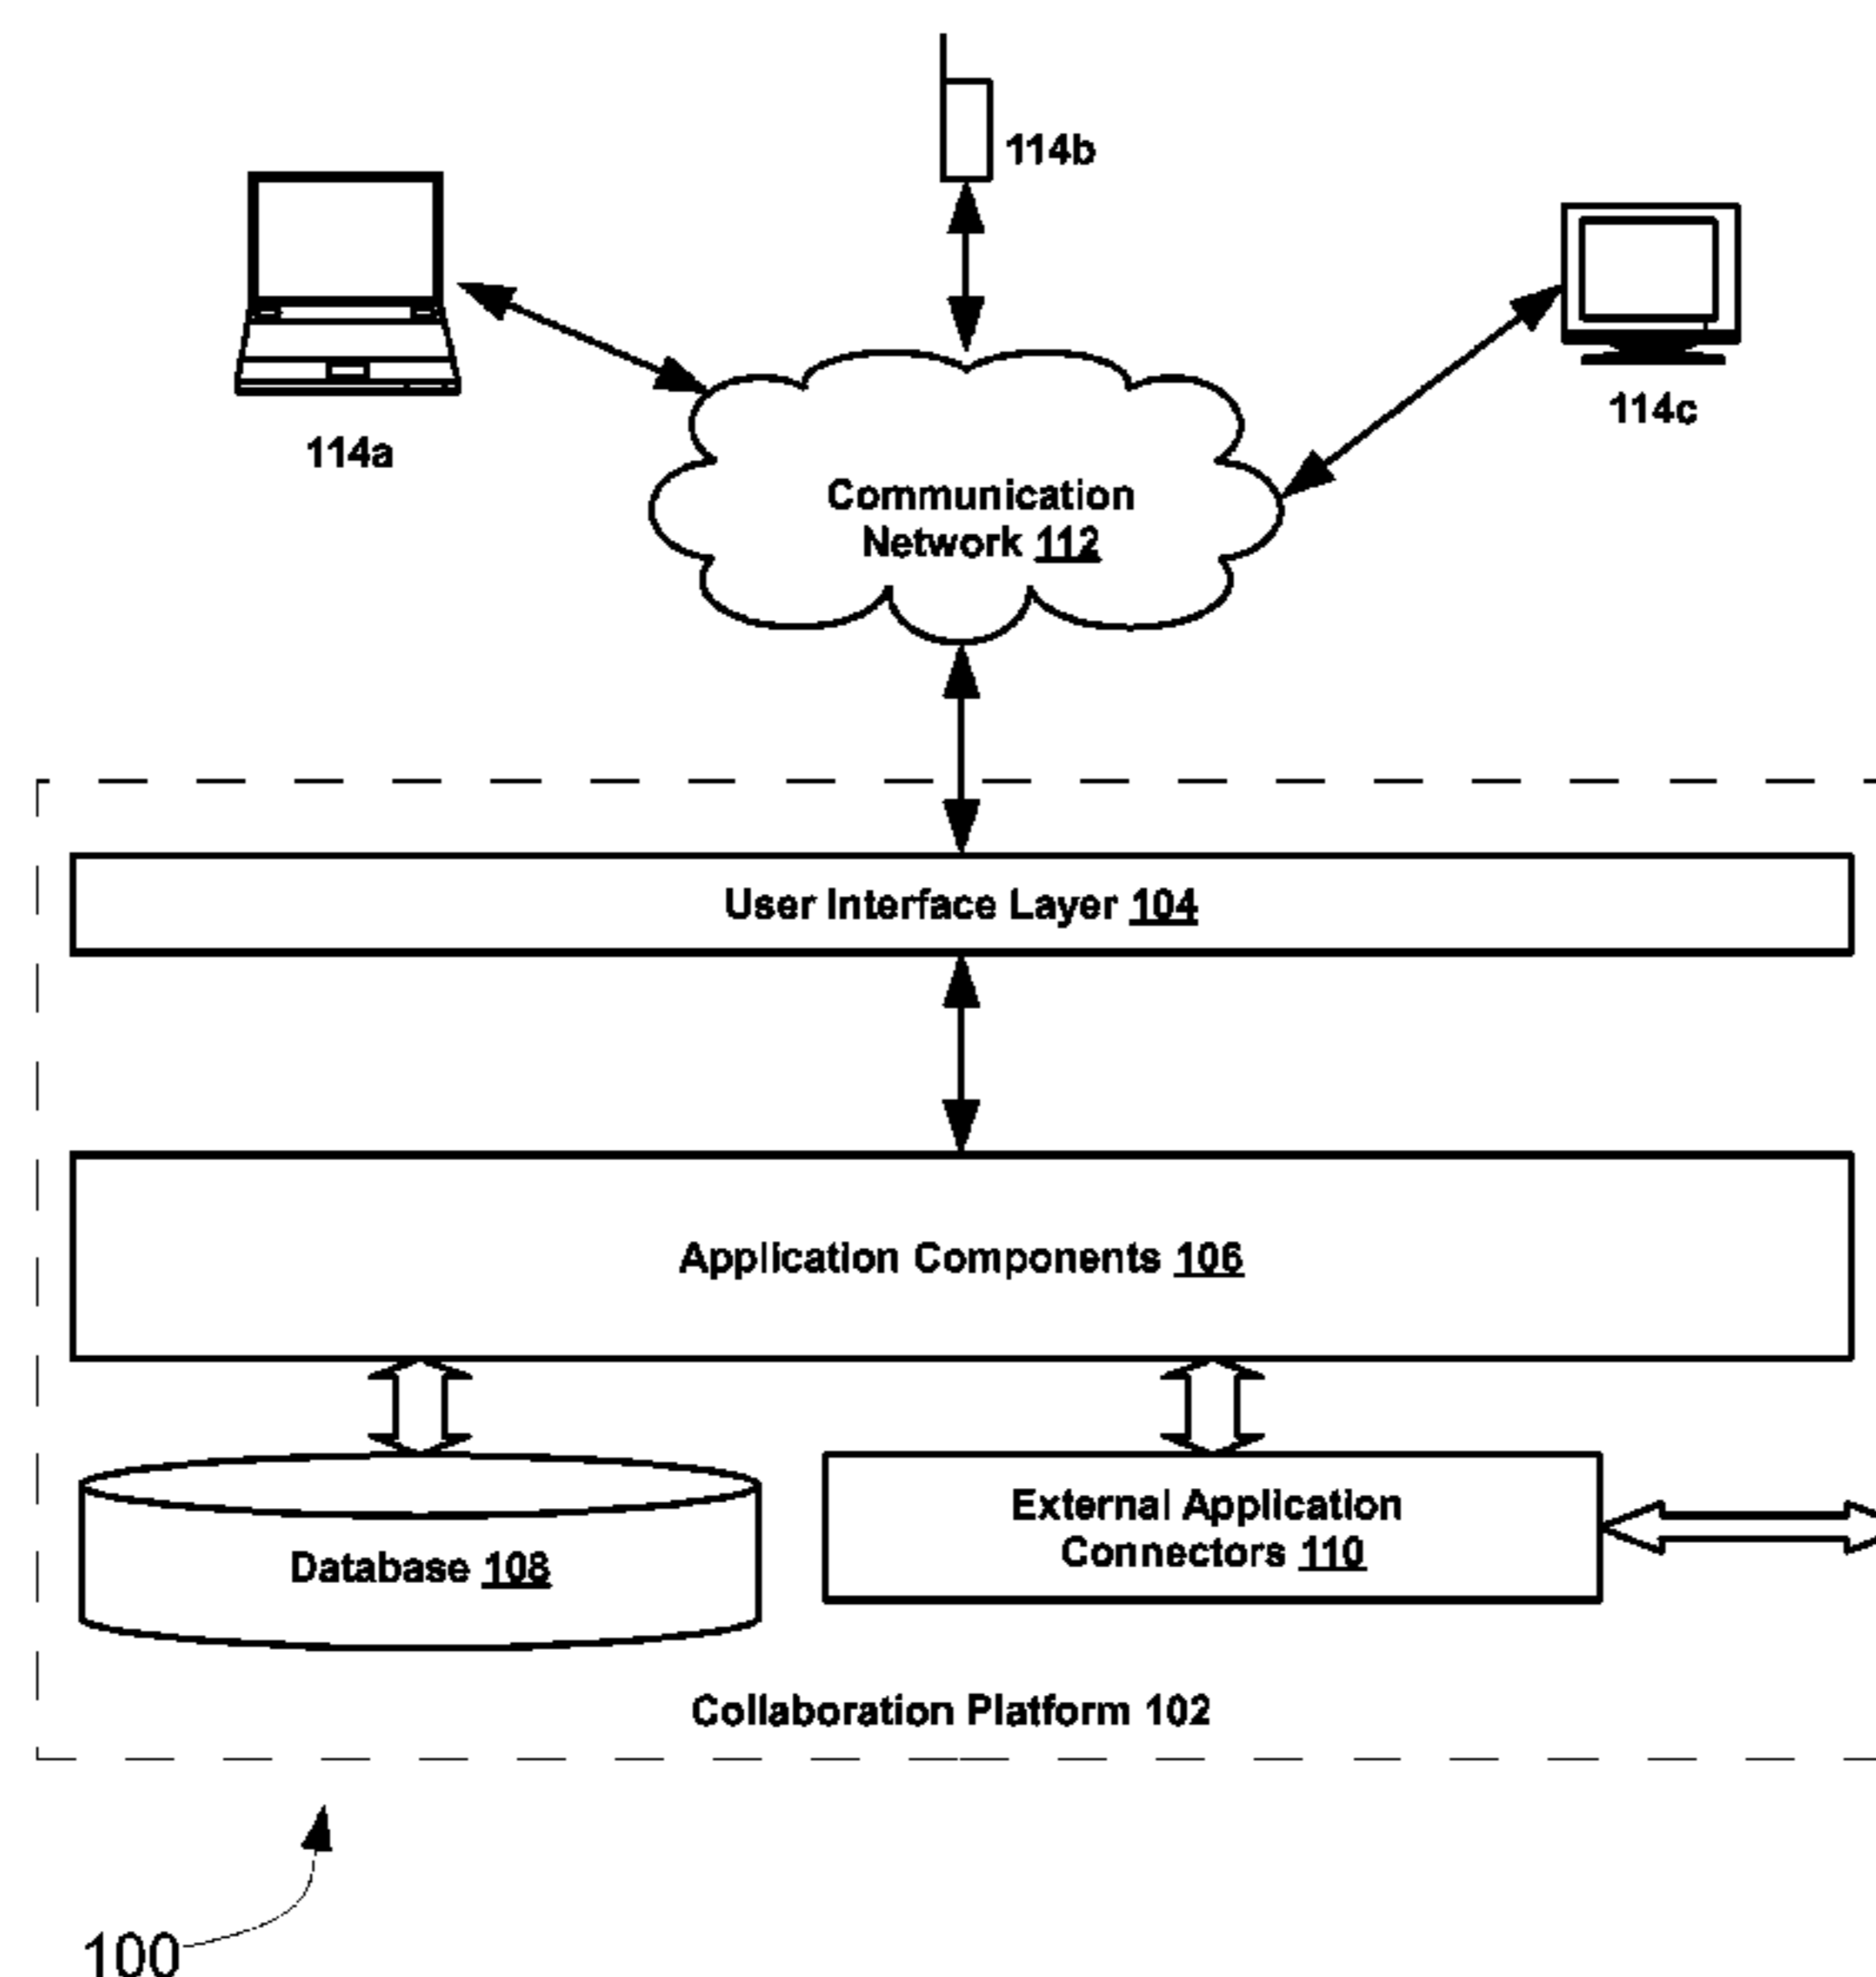 114b
114a
114c
Communication
Network 112
User Interface Layer 104
Application Components 106
Database 108
External Application
Connectors 110
Collaboration Platform 102
100